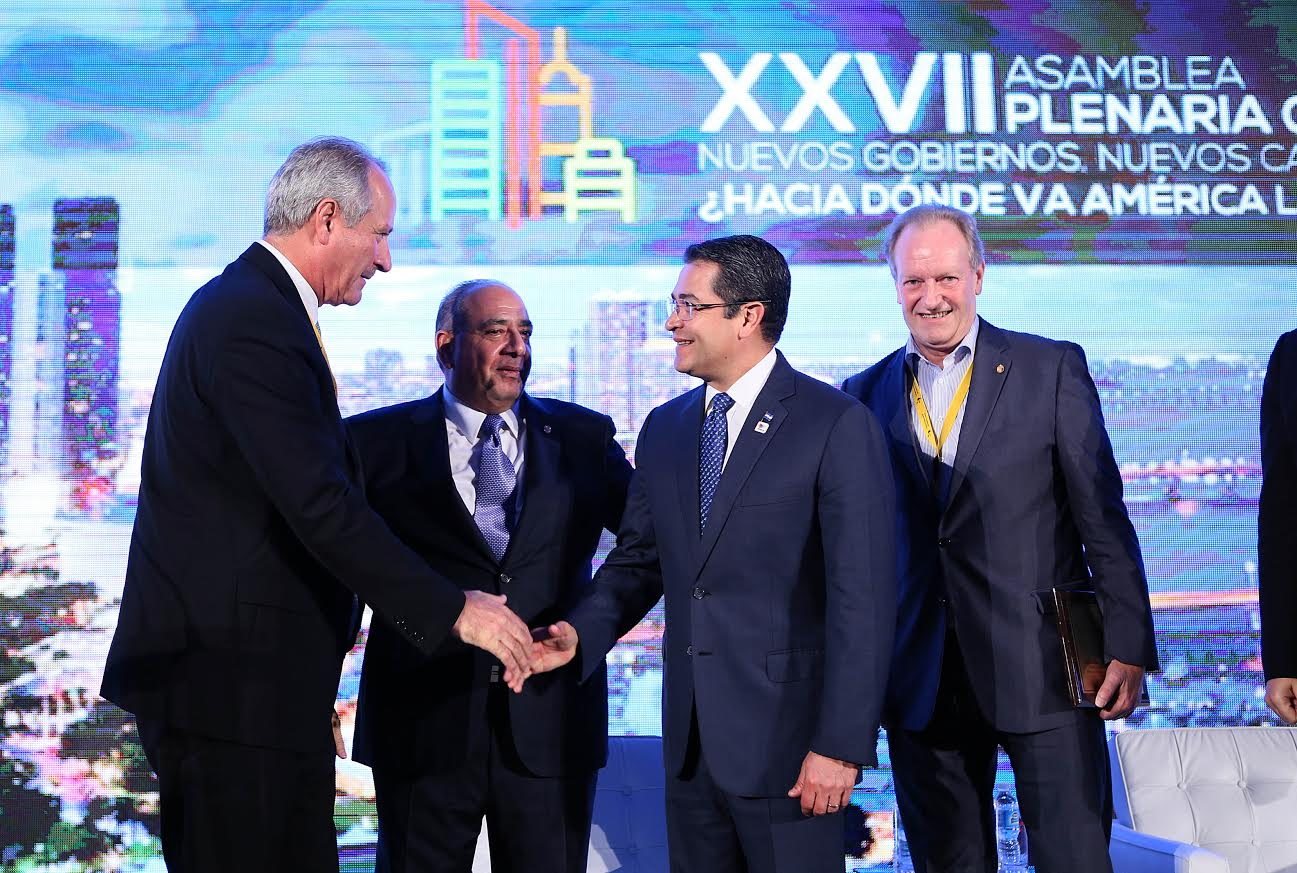 XXVII ASAMBLEA
PLENARIA
NUEVOS GOBIERNOS. NUEVOS
¿HACIA DÓNDE VA AMÉRICA